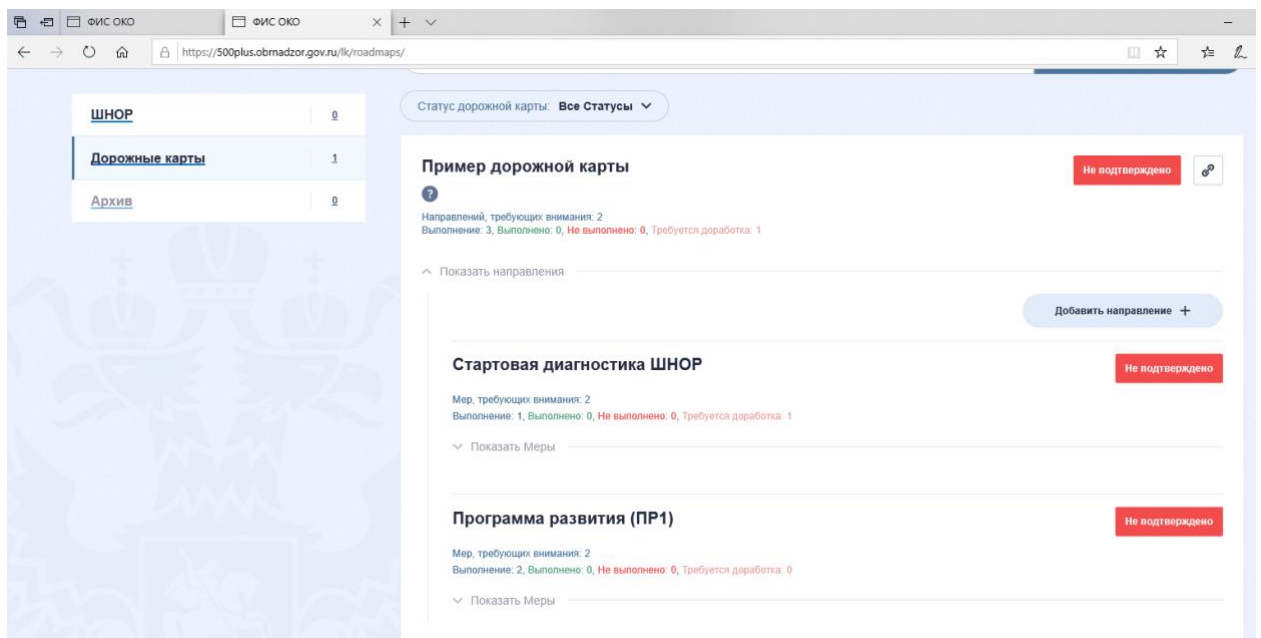 ФИС ОКО
ФИС ОКО
https://500plus.obrnadzor.gov.ru/lk/roadmaps/
ШНОР 0
Дорожные карты 1
Архив 0
Статус дорожной карты: Все Статусы
Пример дорожной карты
Не подтверждено
?
Направлений, требующих внимания: 2
Выполнение: 3, Выполнено: 0, Не выполнено: 0, Требуется доработка: 1
Показать направления
Добавить направление +
Стартовая диагностика ШНОР
Не подтверждено
Мер, требующих внимания: 2
Выполнение: 1, Выполнено: 0, Не выполнено: 0, Требуется доработка: 1
Показать Меры
Программа развития (ПР1)
Не подтверждено
Мер, требующих внимания: 2
Выполнение: 2, Выполнено: 0, Не выполнено: 0, Требуется доработка: 0
Показать Меры